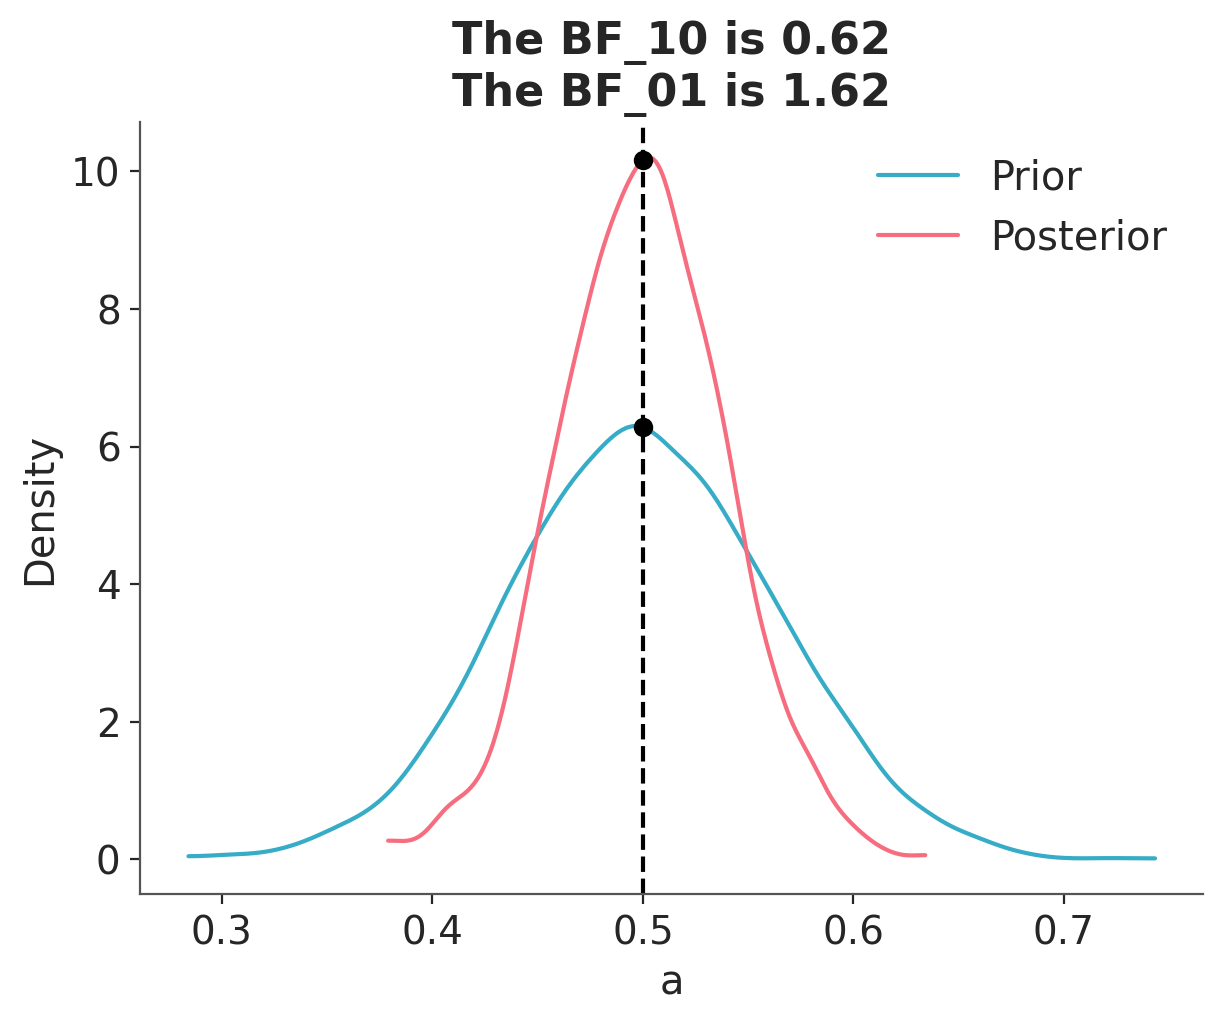 The BF_10 is 0.62
The BF_01 is 1.62
Prior
Posterior
Density
10
8
6
4
2
0
0.3 0.4 0.5 0.6 0.7
a